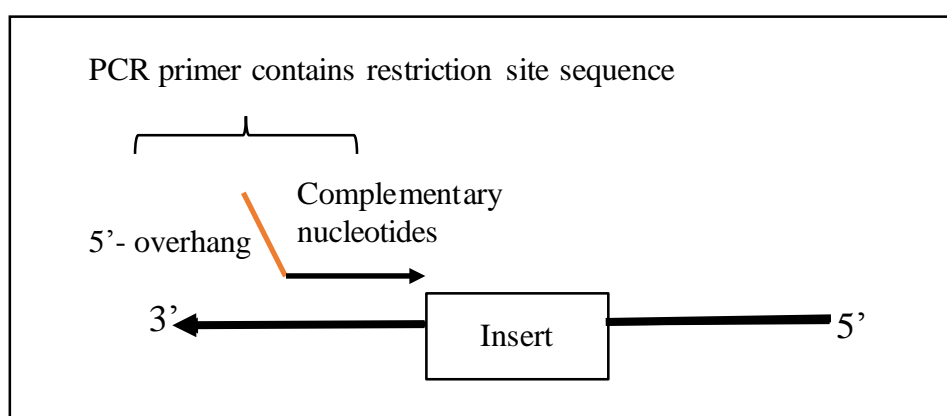 PCR primer contains restriction site sequence
Complementary
nucleotides
5’- overhang
3’
Insert
5’